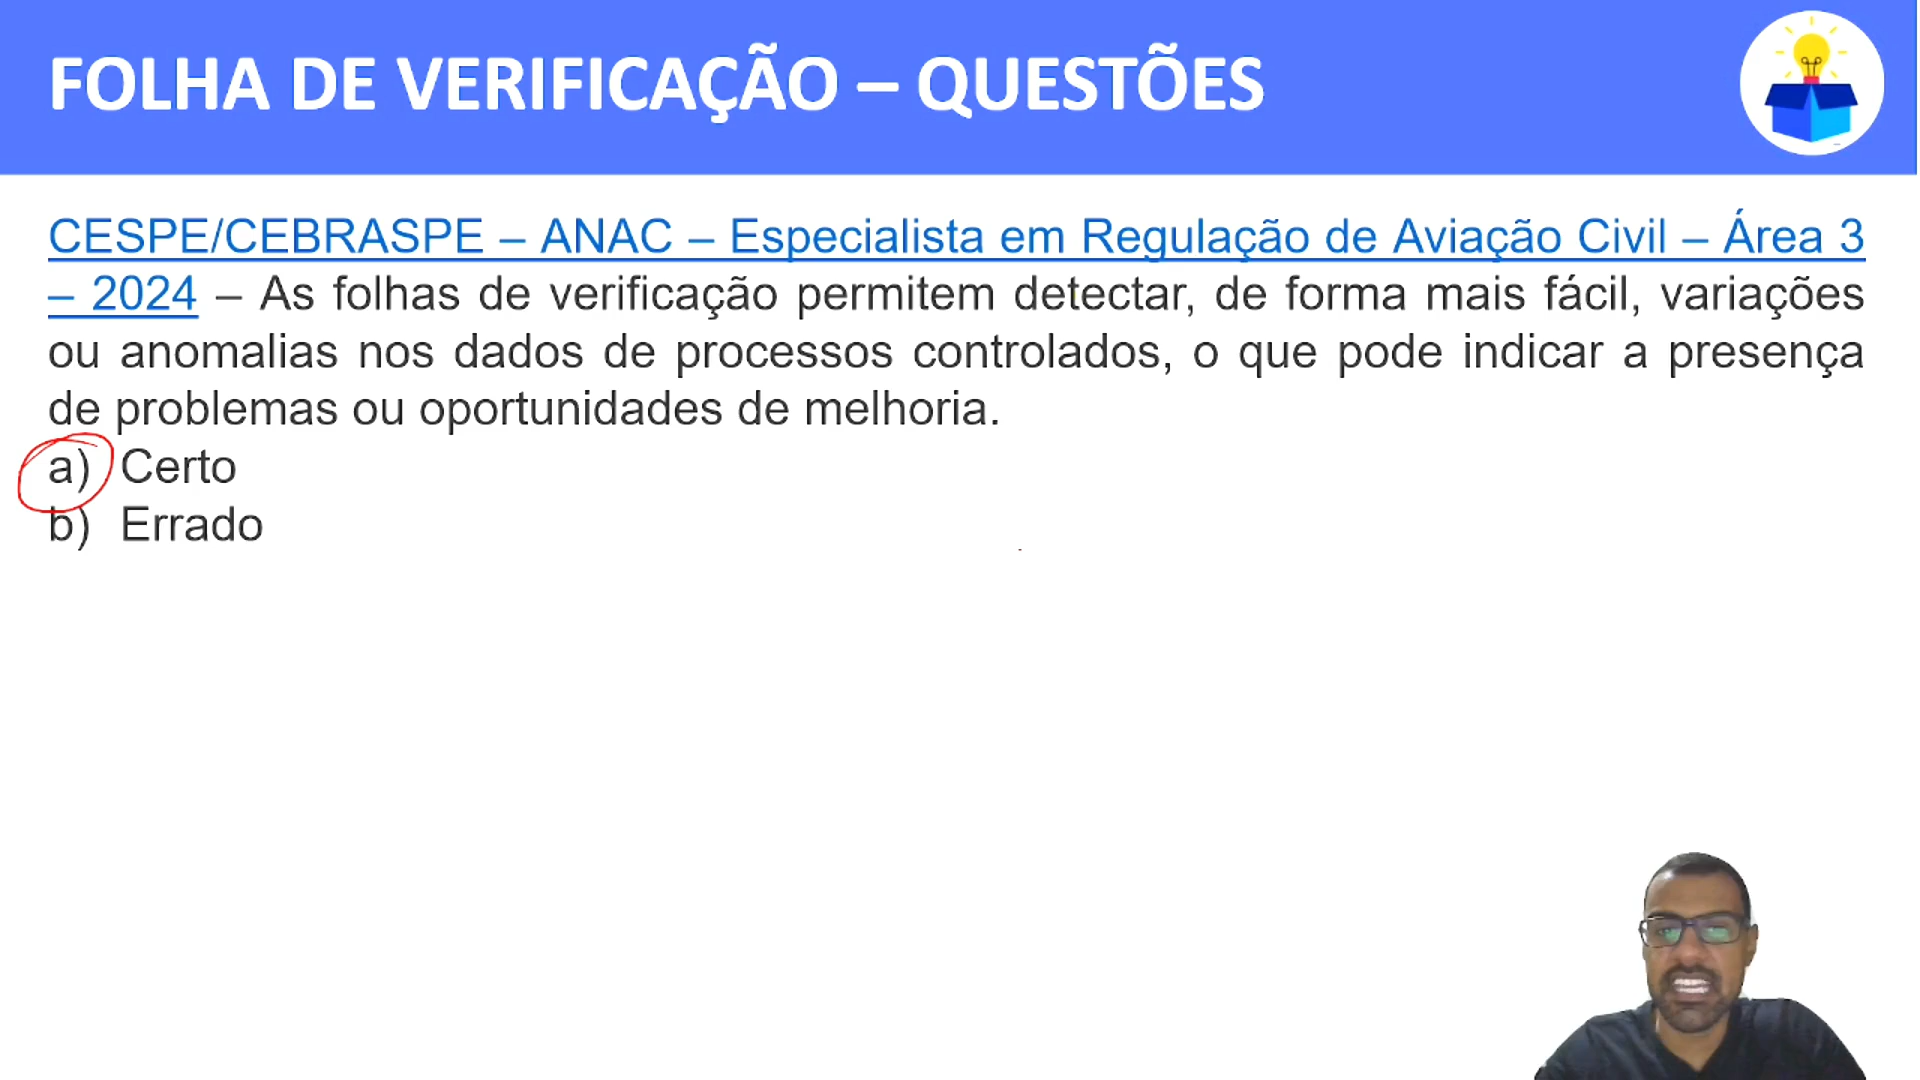 FOLHA DE VERIFICAÇÃO – QUESTÕES
CESPE/CEBRASPE – ANAC – Especialista em Regulação de Aviação Civil – Área 3
– 2024 – As folhas de verificação permitem detectar, de forma mais fácil, variações
ou anomalias nos dados de processos controlados, o que pode indicar a presença
de problemas ou oportunidades de melhoria.
a) Certo
b) Errado